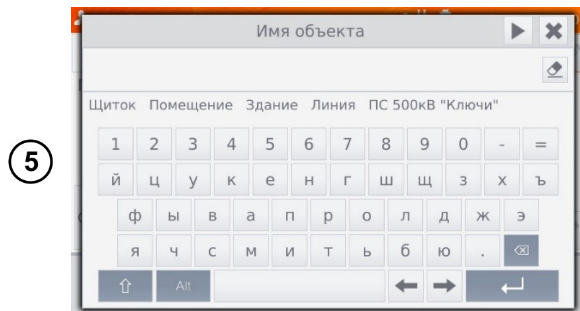 Имя объекта
Щиток Помещение Здание Линия ПС 500кВ "Ключи"
1 2 3 4 5 6 7 8 9 0 - =
й ц у к е н г ш щ з х ъ
5
ф ы в а п р о л д ж э
я ч с м и т ь б ю .
Alt